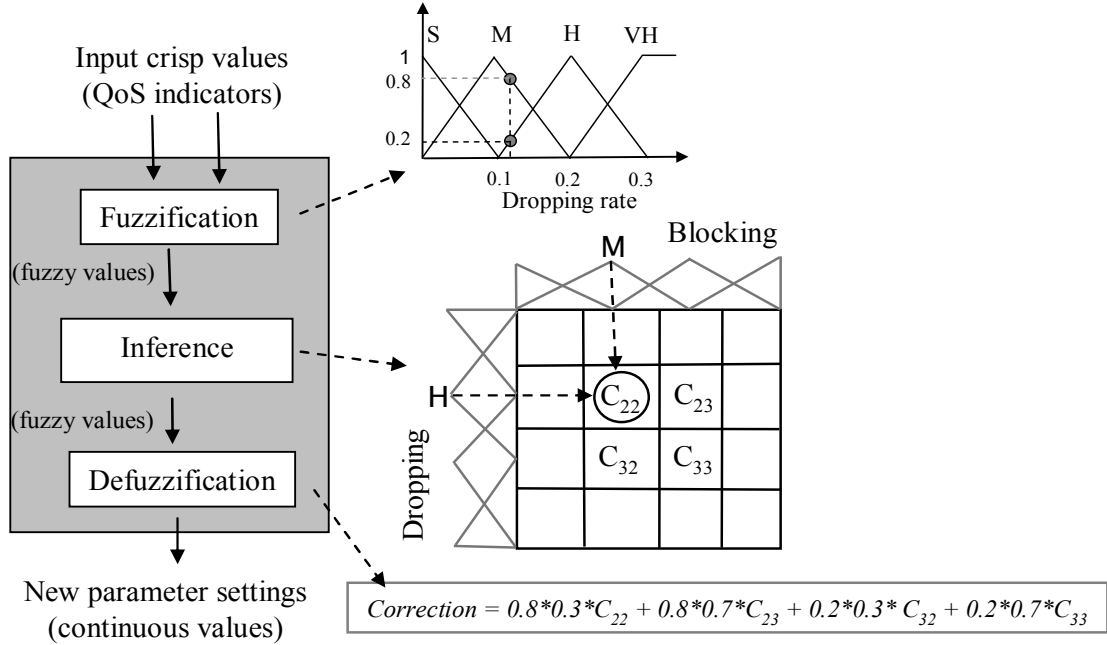 Input crisp values
(QoS indicators)
Fuzzification
(fuzzy values)
Inference
(fuzzy values)
Defuzzification
New parameter settings
(continuous values)
S M H VH
1
0.8
0.2
0.1 0.2 0.3
Dropping rate
Blocking
M
H
Dropping
C22 C23
C32 C33
Correction = 0.8*0.3*C22 + 0.8*0.7*C23 + 0.2*0.3* C32 + 0.2*0.7*C33